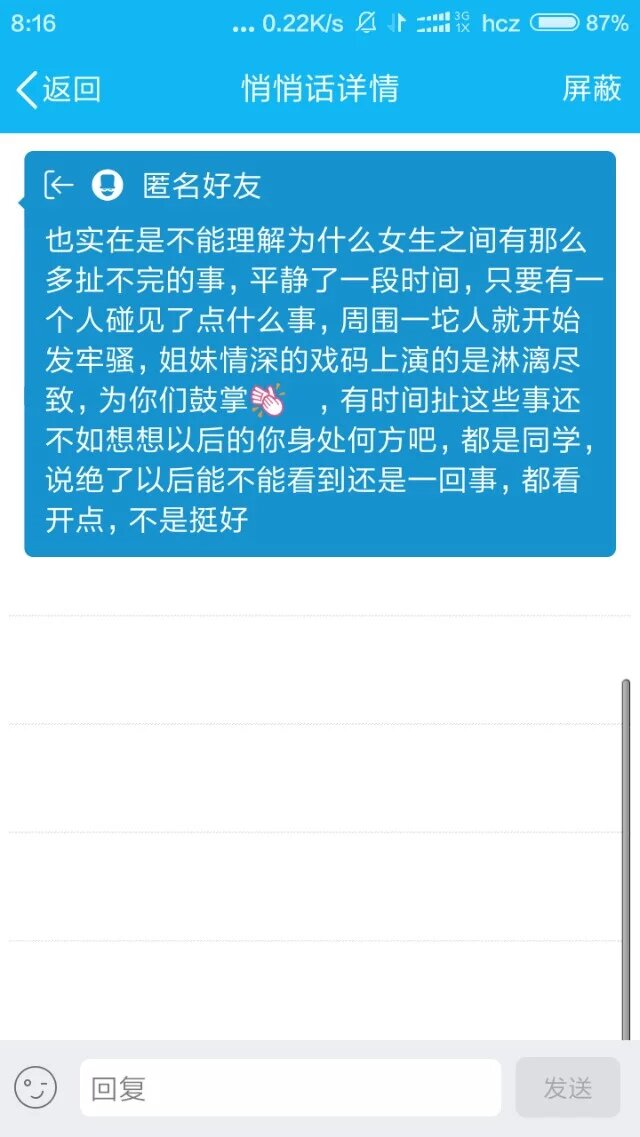 8:16 ... 0.22K/s 3G 1X hcz 87%
返回 悄悄话详情 屏蔽
匿名好友
也实在是不能理解为什么女生之间有那么
多扯不完的事，平静了一段时间，只要有一
个人碰见了点什么事，周围一坨人就开始
发牢骚，姐妹情深的戏码上演的是淋漓尽
致，为你们鼓掌👏，有时间扯这些事还
不如想想以后的你身处何方吧，都是同学，
说绝了以后能不能看到还是一回事，都看
开点，不是挺好
回复 发送